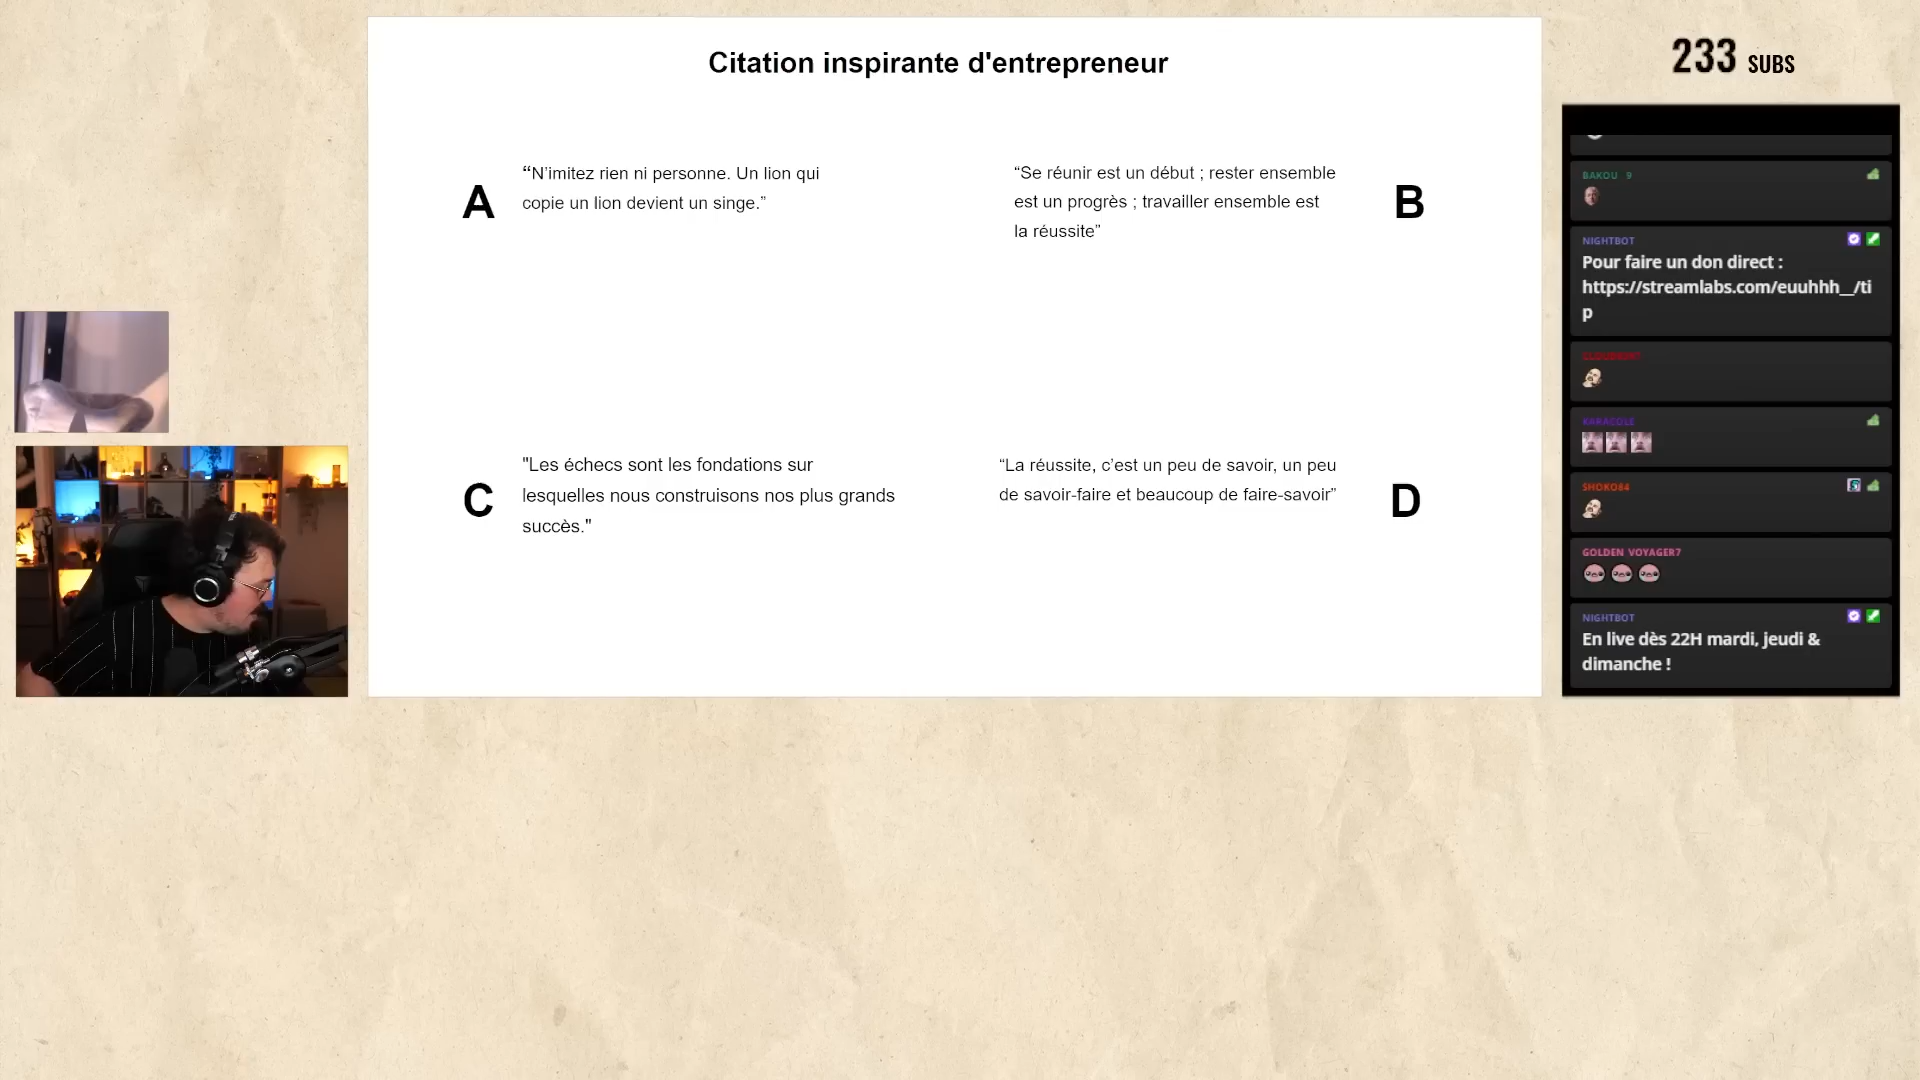 Citation inspirante d'entrepreneur
A
“N’imitez rien ni personne. Un lion qui
copie un lion devient un singe.”
“Se réunir est un début ; rester ensemble
est un progrès ; travailler ensemble est
la réussite”
B
C
"Les échecs sont les fondations sur
lesquelles nous construisons nos plus grands
succès."
“La réussite, c’est un peu de savoir, un peu
de savoir-faire et beaucoup de faire-savoir”
D
233 SUBS
BAKOU_9
NIGHTBOT
Pour faire un don direct :
https://streamlabs.com/euuhhh__/ti
p
KARACOLE
SHOKO84
GOLDEN VOYAGER7
NIGHTBOT
En live dès 22H mardi, jeudi &
dimanche !